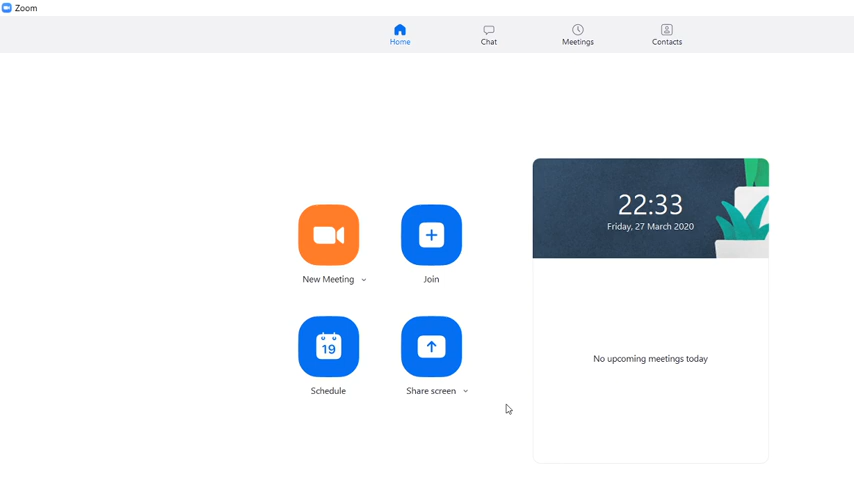 Zoom
Home
Chat
Meetings
Contacts
22:33
Friday, 27 March 2020
New Meeting
Join
19
Schedule
Share screen
No upcoming meetings today